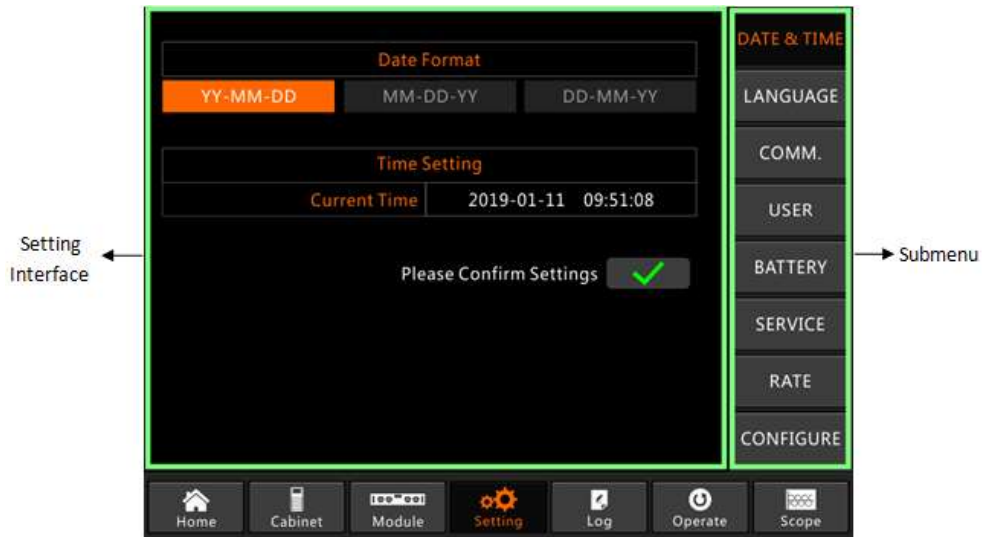 DATE & TIME
Date Format
YY-MM-DD MM-DD-YY DD-MM-YY
LANGUAGE
COMM.
Time Setting
Current Time 2019-01-11 09:51:08
USER
Setting
Interface
Please Confirm Settings
BATTERY
Submenu
SERVICE
RATE
CONFIGURE
Home Cabinet Module Setting Log Operate Scope